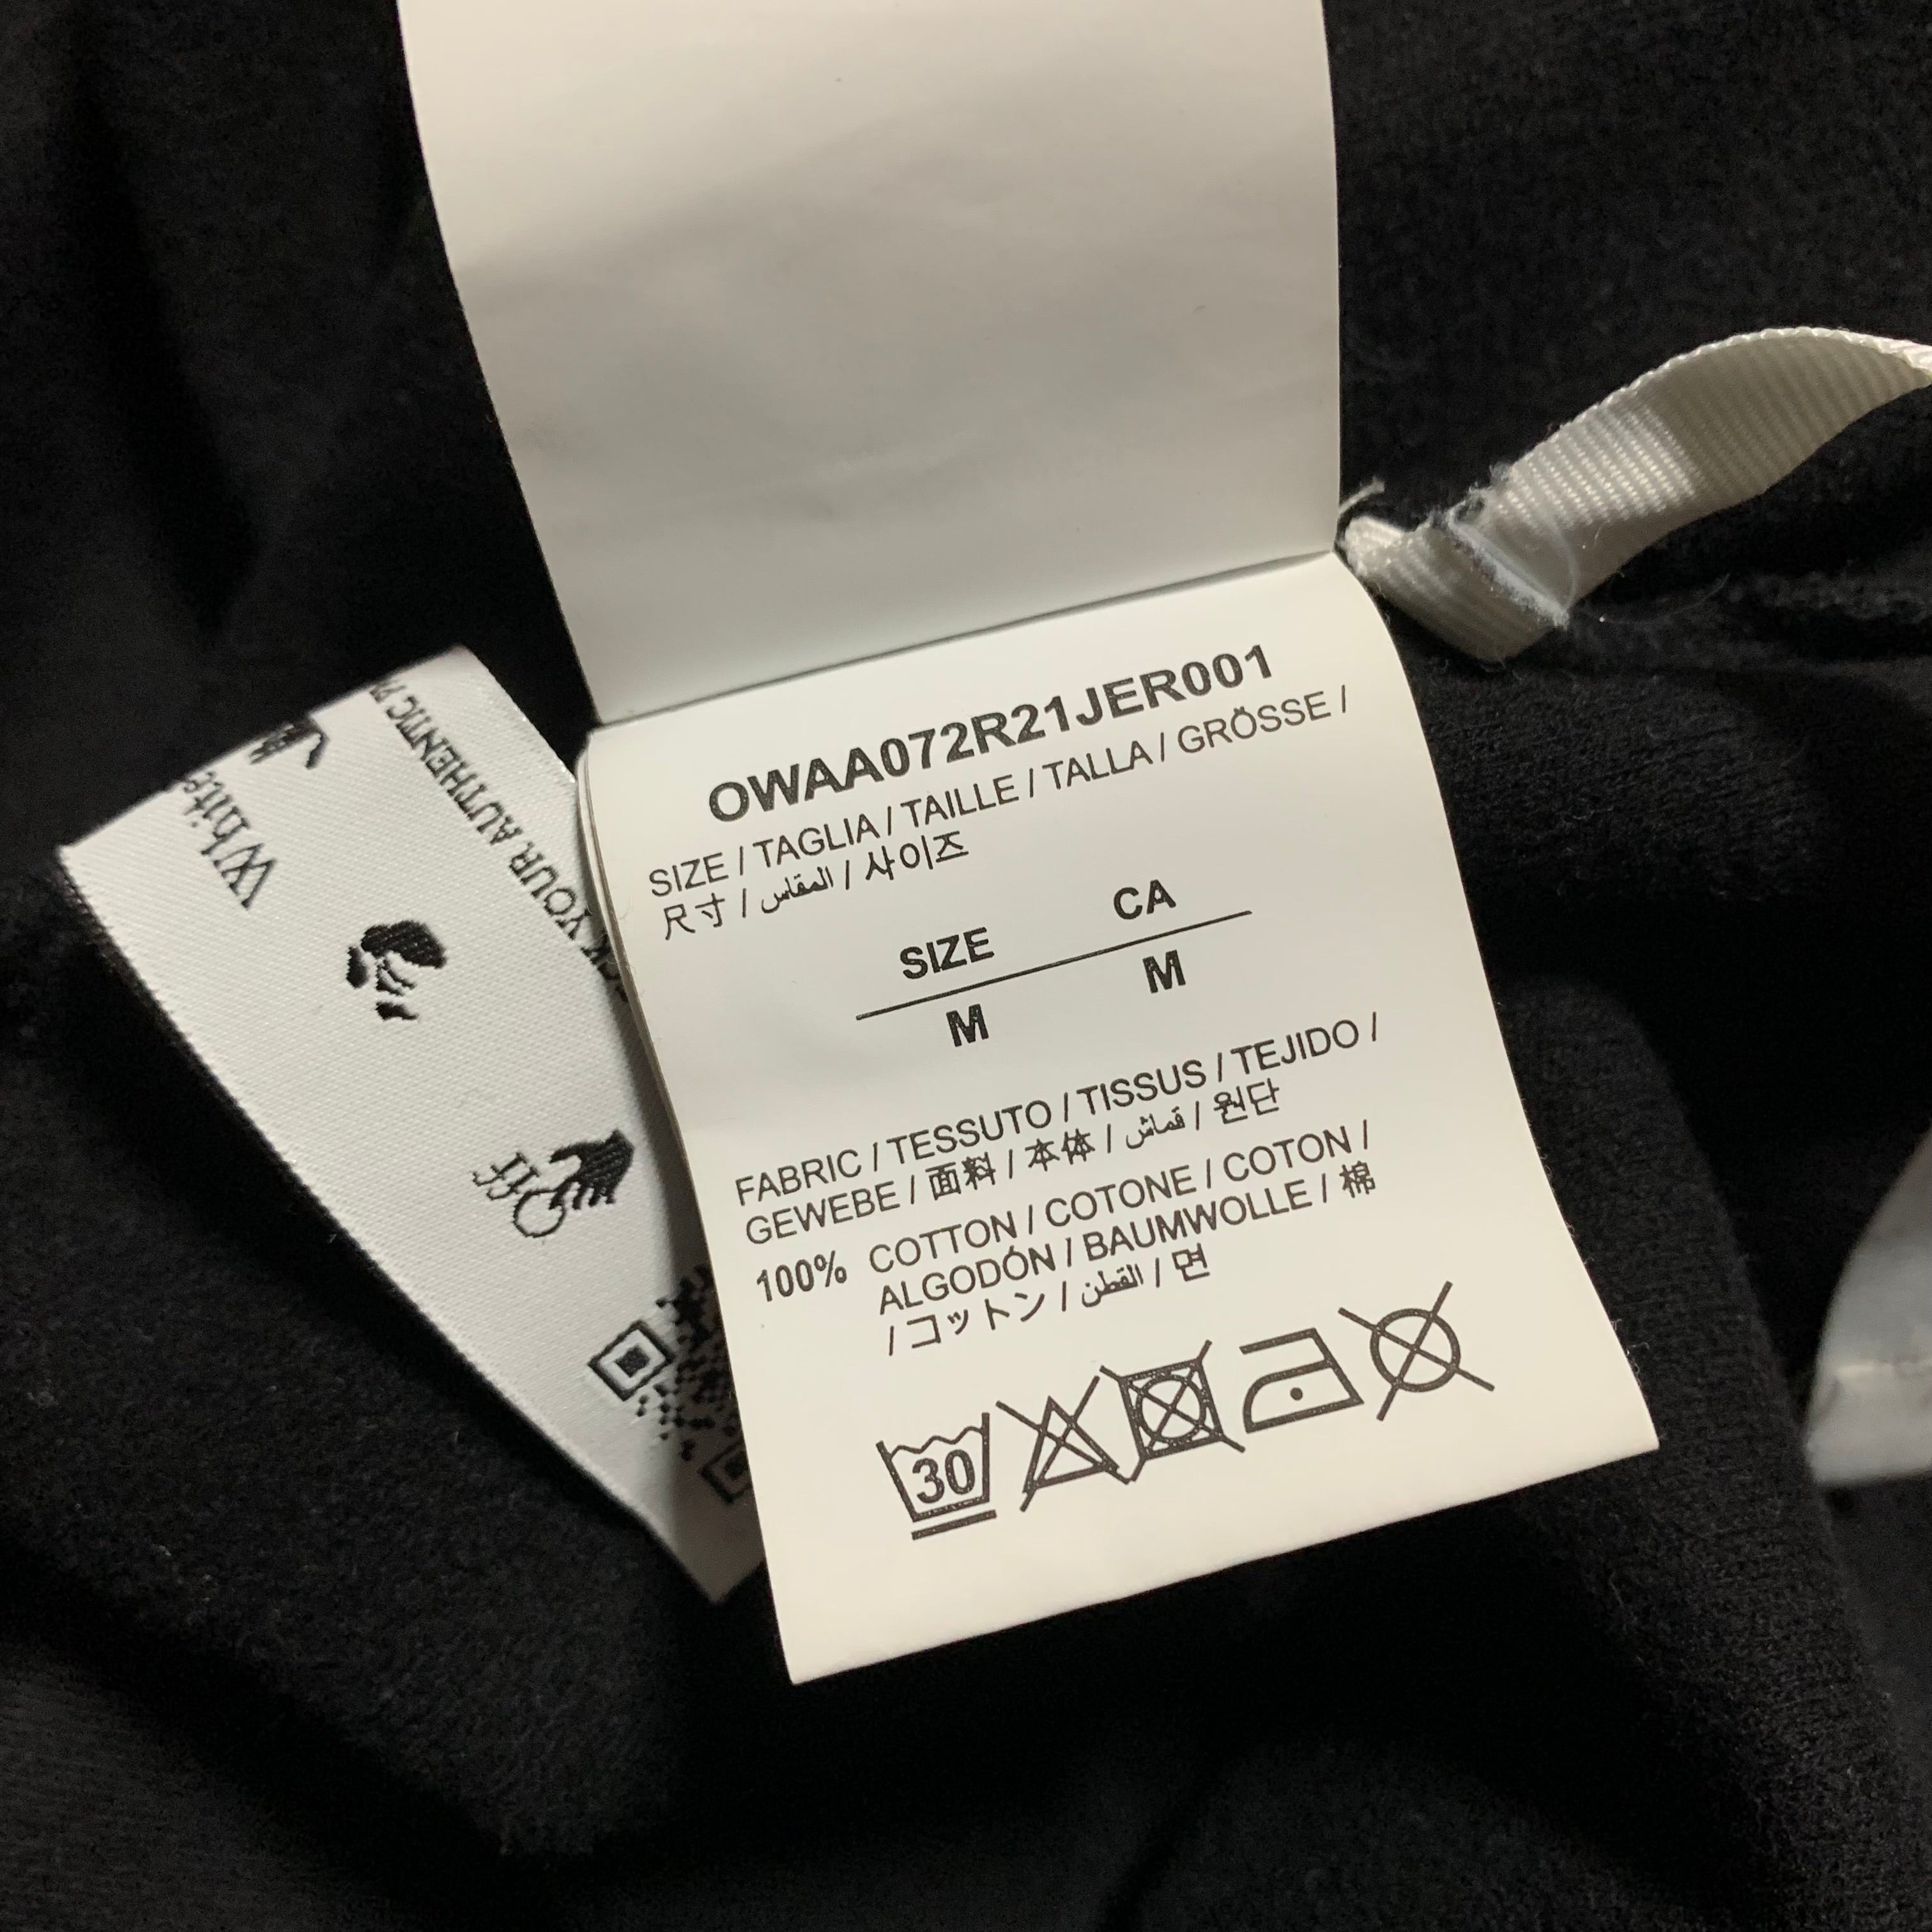 OWAA072R21JER001
SIZE / TAGLIA / TAILLE / TALLA / GRÖSSE /
尺寸 / المقاس / 사이즈
SIZE CA
M M
FABRIC / TESSUTO / TISSUS / TEJIDO /
GEWEBE / 面料 / 本体 / قماش / 원단
100% COTTON / COTONE / COTON /
ALGODÓN / BAUMWOLLE / 棉
/ コットン / القطن / 면
30
YOUR AUTHENTIC
Off